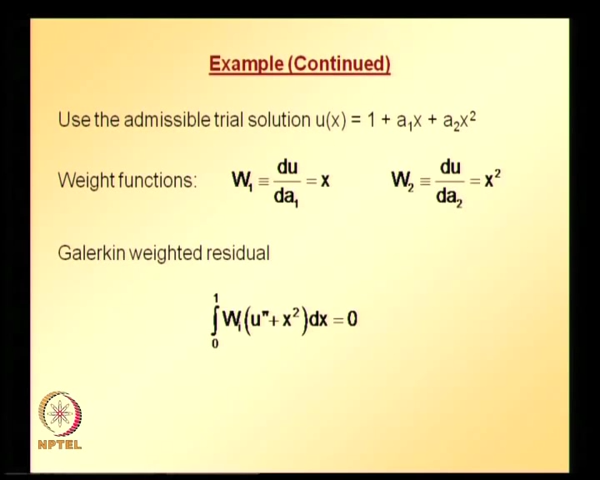 Example (Continued)
Use the admissible trial solution u(x) = 1 + a₁x + a₂x²
Weight functions: W₁ ≡ du/da₁ = x W₂ ≡ du/da₂ = x²
Galerkin weighted residual
∫₀¹ Wᵢ(u"+ x²)dx = 0
NPTEL